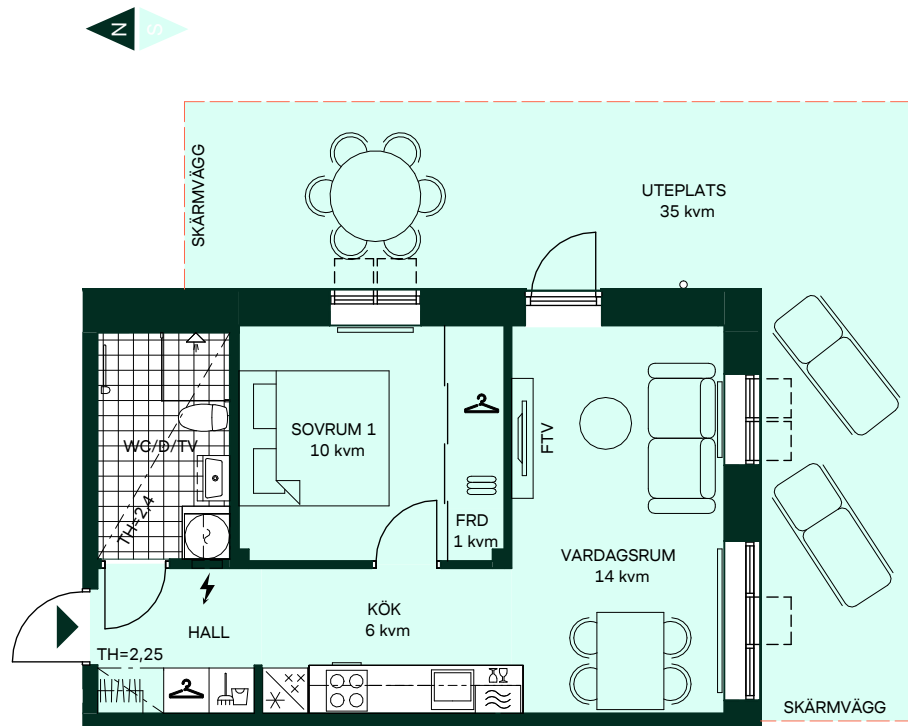 N
S
SKÄRMVÄGG
UTEPLATS
35 kvm
WC/D/TV
SOVRUM 1
10 kvm
FTV
TH=2,4
FRD
1 kvm
VARDAGSRUM
14 kvm
KÖK
6 kvm
HALL
TH=2,25
SKÄRMVÄGG